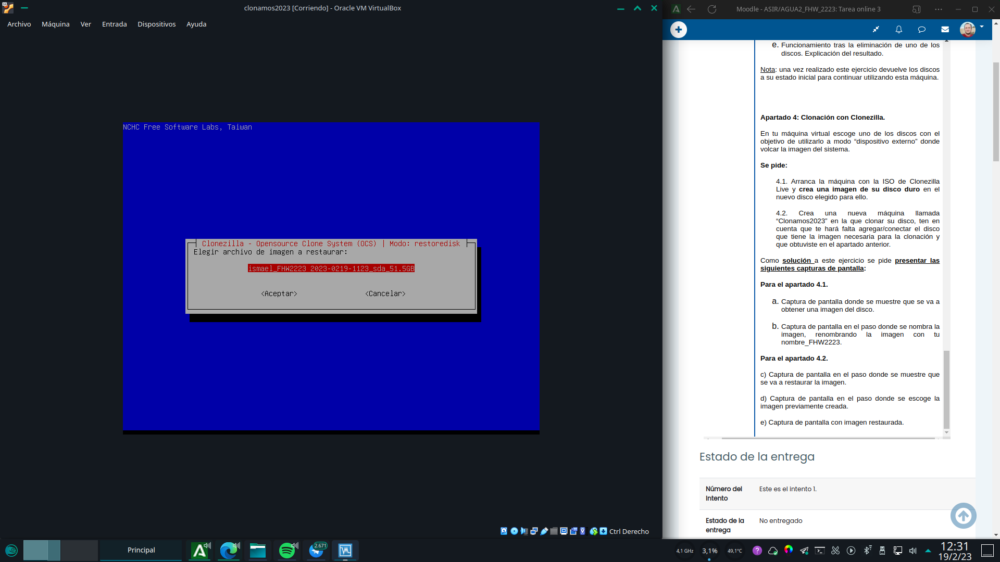 clonamos2023 [Corriendo] - Oracle VM VirtualBox
Archivo Máquina Ver Entrada Dispositivos Ayuda
NCHC Free Software Labs, Taiwan
Clonezilla - Opensource Clone System (OCS) | Modo: restoredisk
Elegir archivo de imagen a restaurar:
ismael_FHW2223 2023-0219-1123_sda_51.5GB
<Aceptar> <Cancelar>
Ctrl Derecho
Moodle - ASIR/AGUA2_FHW_2223: Tarea online 3
e. Funcionamiento tras la eliminación de uno de los
discos. Explicación del resultado.
Nota: una vez realizado este ejercicio devuelve los discos
a su estado inicial para continuar utilizando esta máquina.
Apartado 4: Clonación con Clonezilla.
En tu máquina virtual escoge uno de los discos con el
objetivo de utilizarlo a modo “dispositivo externo” donde
volcar la imagen del sistema.
Se pide:
4.1. Arranca la máquina con la ISO de Clonezilla
Live y crea una imagen de su disco duro en el
nuevo disco elegido para ello.
4.2. Crea una nueva máquina llamada
“Clonamos2023” en la que clonar su disco, ten en
cuenta que te hará falta agregar/conectar el disco
que tiene la imagen necesaria para la clonación y
que obtuviste en el apartado anterior.
Como solución a este ejercicio se pide presentar las
siguientes capturas de pantalla:
Para el apartado 4.1.
a. Captura de pantalla donde se muestre que se va a
obtener una imagen del disco.
b. Captura de pantalla en el paso donde se nombra la
imagen, renombrando la imagen con tu
nombre_FHW2223.
Para el apartado 4.2.
c) Captura de pantalla en el paso donde se muestre que
se va a restaurar la imagen.
d) Captura de pantalla en el paso donde se escoge la
imagen previamente creada.
e) Captura de pantalla con imagen restaurada.
Estado de la entrega
Número del
intento
Este es el intento 1.
Estado de la
entrega
No entregado
Principal
2.671
4,1 GHz
3,1%
49,1°C
12:31
19/2/23